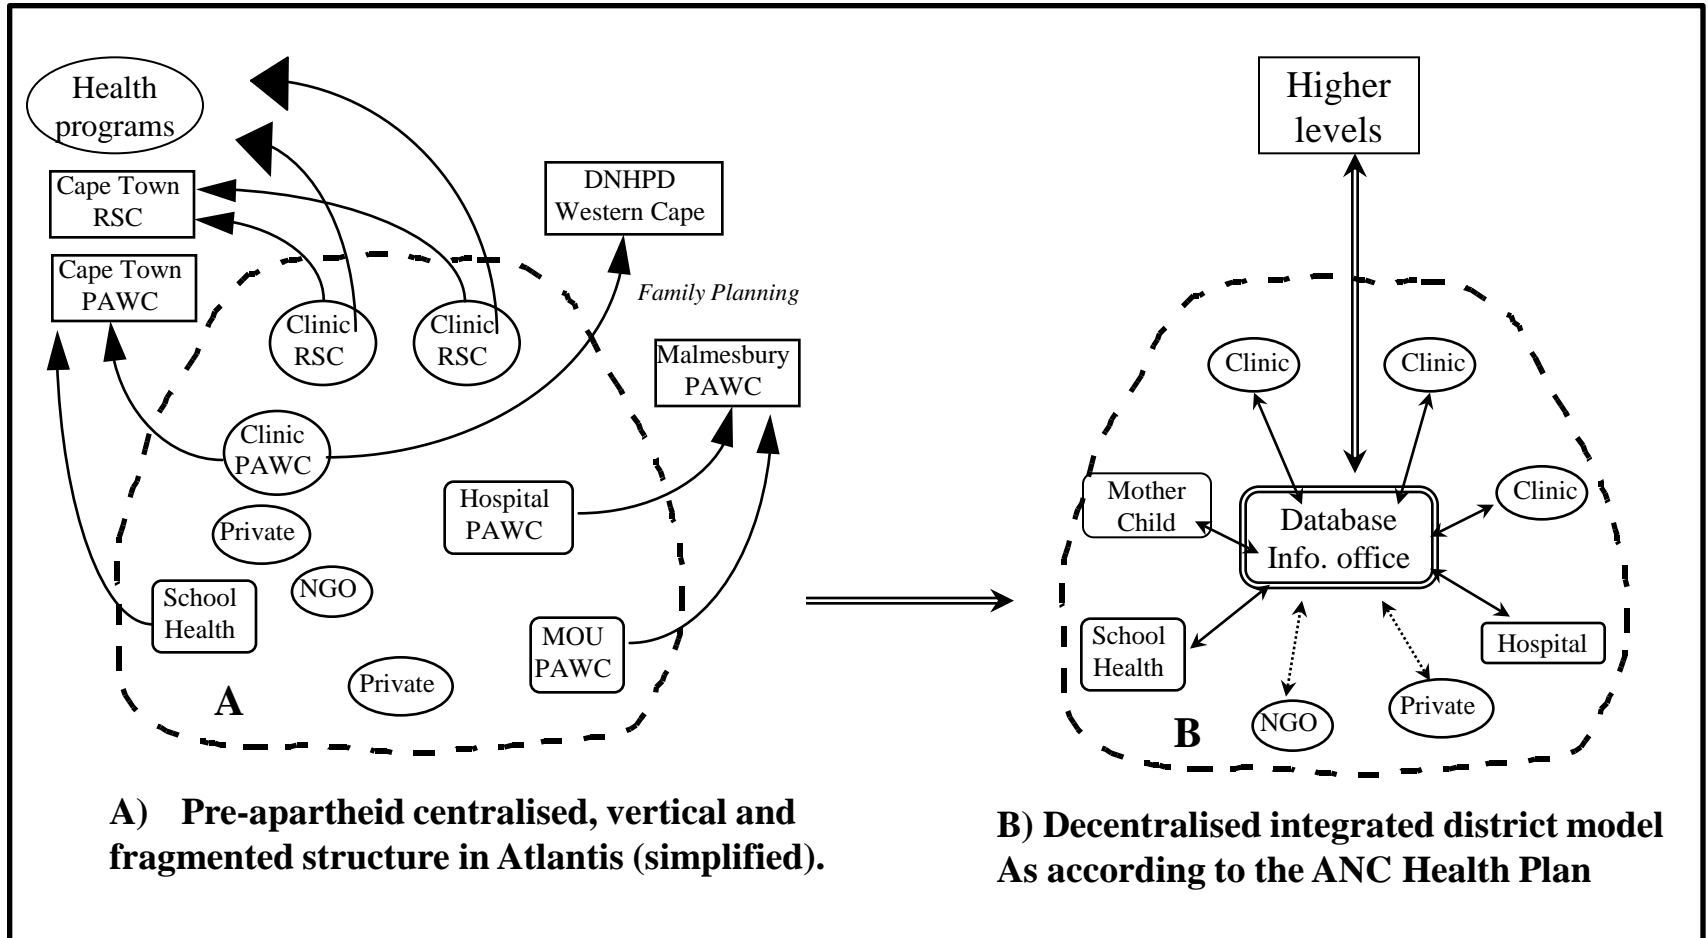 Health
programs
Cape Town
RSC
Cape Town
PAWC
DNHPD
Western Cape
Family Planning
Clinic
RSC
Clinic
RSC
Malmesbury
PAWC
Clinic
PAWC
Hospital
PAWC
Private
NGO
School
Health
MOU
PAWC
Private
A
A) Pre-apartheid centralised, vertical and
fragmented structure in Atlantis (simplified).
Higher
levels
Clinic
Clinic
Clinic
Mother
Child
Database
Info. office
School
Health
Hospital
NGO
Private
B
B) Decentralised integrated district model
As according to the ANC Health Plan